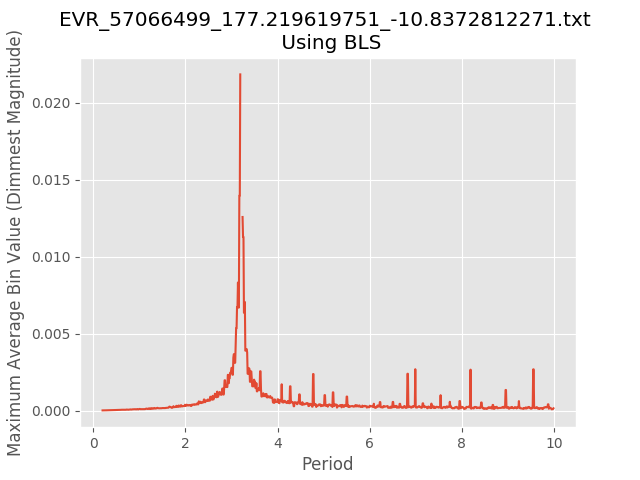 EVR_57066499_177.219619751_-10.8372812271.txt
Using BLS
Maximum Average Bin Value (Dimmest Magnitude)
0.020
0.015
0.010
0.005
0.000
0
2
4
6
8
10
Period